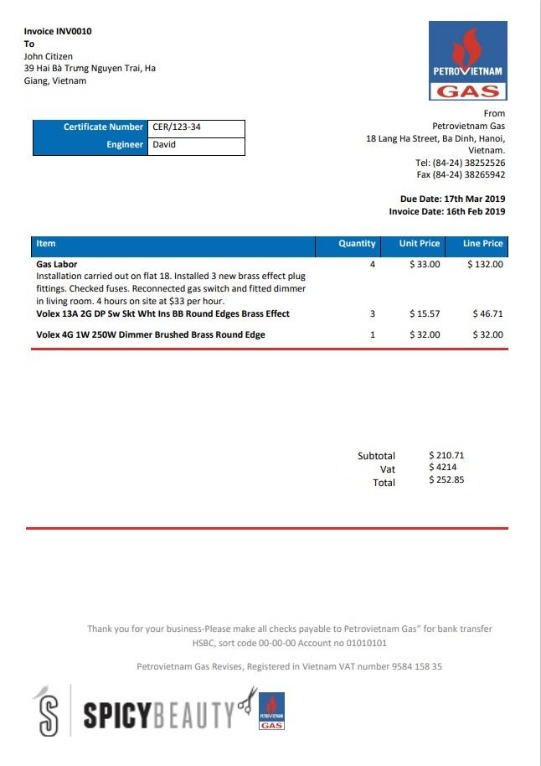 Invoice INV0010
To
John Citizen
39 Hai Bà Trưng Nguyen Trai, Ha
Giang, Vietnam
PETROVIETNAM
GAS
From
Petrovietnam Gas
18 Lang Ha Street, Ba Dinh, Hanoi,
Vietnam.
Tel: (84-24) 38252526
Fax (84-24) 38265942
Certificate Number CER/123-34
Engineer David
Due Date: 17th Mar 2019
Invoice Date: 16th Feb 2019
Item Quantity Unit Price Line Price
Gas Labor 4 $ 33.00 $ 132.00
Installation carried out on flat 18. Installed 3 new brass effect plug
fittings. Checked fuses. Reconnected gas switch and fitted dimmer
in living room. 4 hours on site at $33 per hour.
Volex 13A 2G DP Sw Skt Wht Ins BB Round Edges Brass Effect 3 $ 15.57 $ 46.71
Volex 4G 1W 250W Dimmer Brushed Brass Round Edge 1 $ 32.00 $ 32.00
Subtotal $ 210.71
Vat $ 4214
Total $ 252.85
Thank you for your business-Please make all checks payable to Petrovietnam Gas" for bank transfer
HSBC, sort code 00-00-00 Account no 01010101
Petrovietnam Gas Revises, Registered in Vietnam VAT number 9584 158 35
S SPICYBEAUTY
PETROVIETNAM
GAS